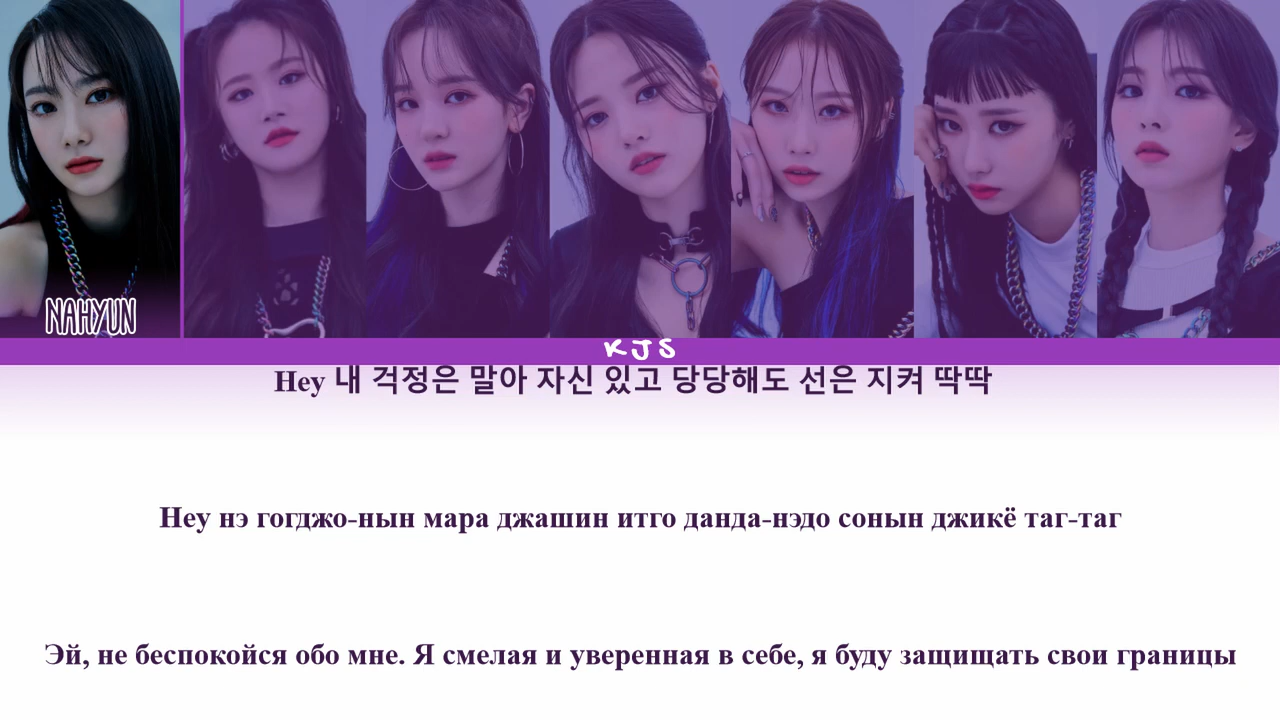 NAHYUN
KJS
Hey 내 걱정은 말아 자신 있고 당당해도 선은 지켜 딱딱
Hey нэ гогджо-нын мара джашин итго данда-нэдо сонын джикё таг-таг
Эй, не беспокойся обо мне. Я смелая и уверенная в себе, я буду защищать свои границы